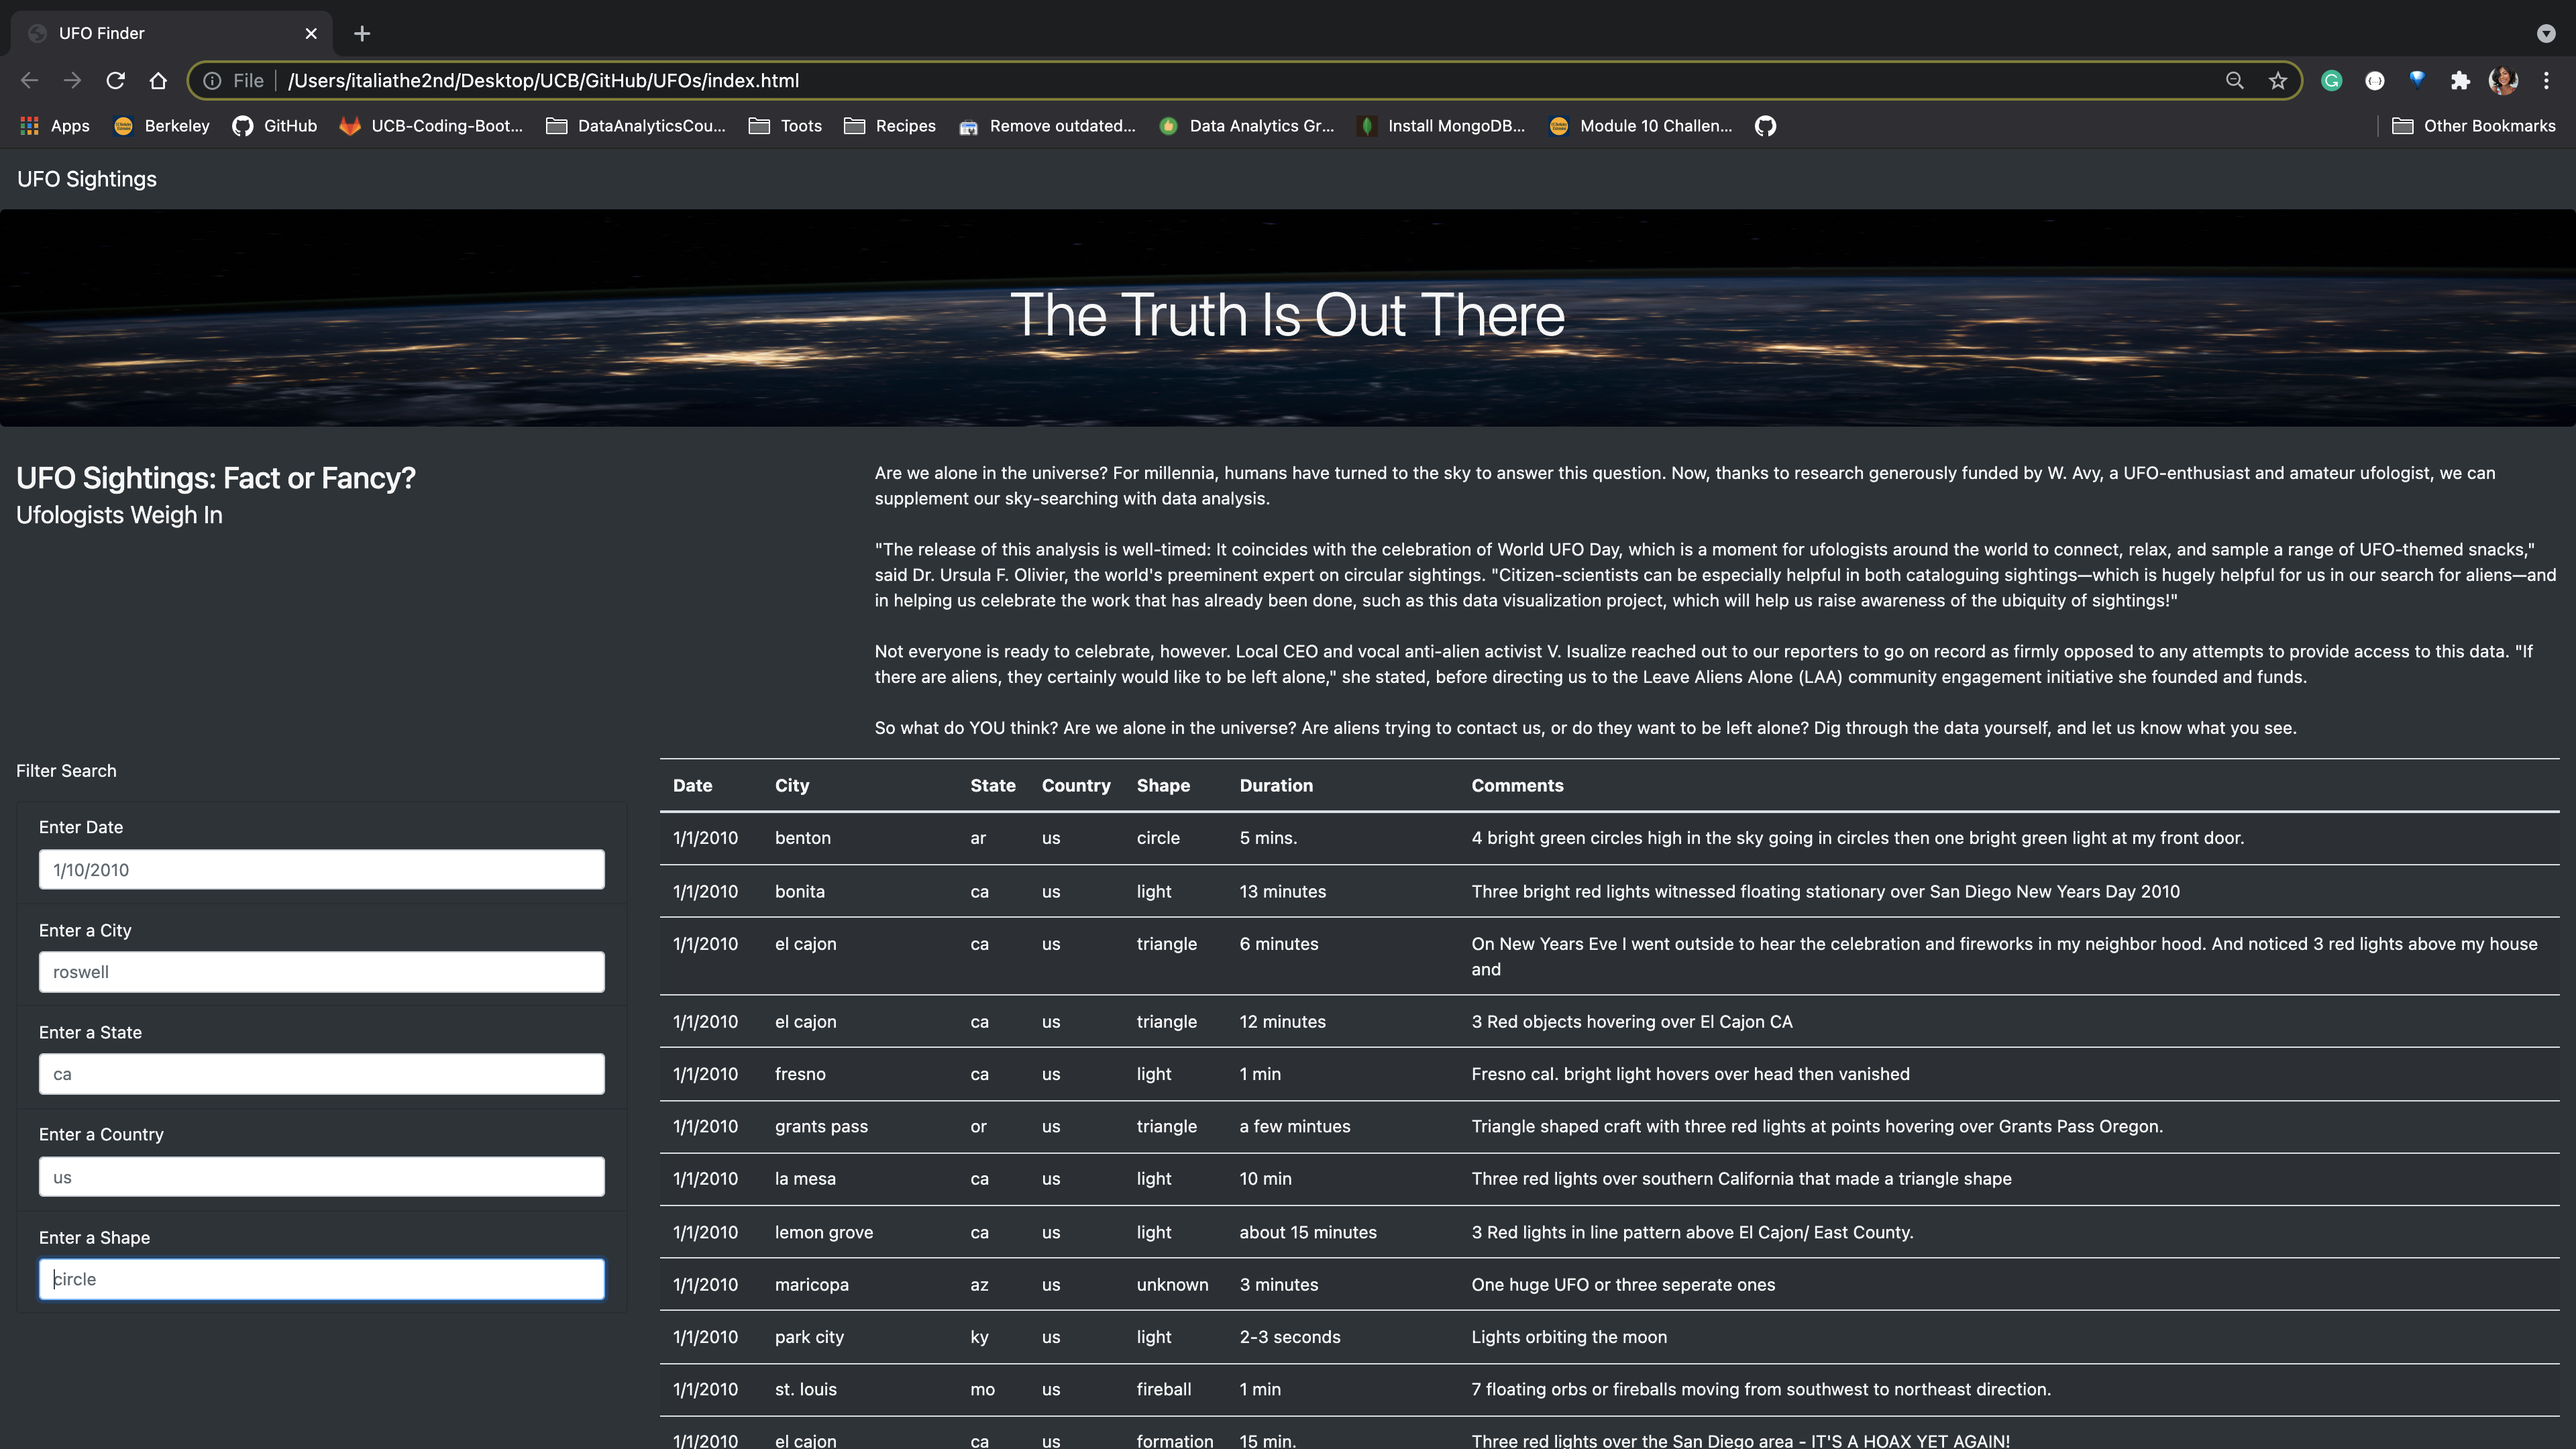 UFO Finder
File /Users/italiathe2nd/Desktop/UCB/GitHub/UFOs/index.html
Apps Berkeley GitHub UCB-Coding-Boot... DataAnalyticsCou... Toots Recipes Remove outdated... Data Analytics Gr... Install MongoDB... Module 10 Challen... Other Bookmarks
UFO Sightings
The Truth Is Out There
UFO Sightings: Fact or Fancy?
Ufologists Weigh In
Are we alone in the universe? For millennia, humans have turned to the sky to answer this question. Now, thanks to research generously funded by W. Avy, a UFO-enthusiast and amateur ufologist, we can
supplement our sky-searching with data analysis.
"The release of this analysis is well-timed: It coincides with the celebration of World UFO Day, which is a moment for ufologists around the world to connect, relax, and sample a range of UFO-themed snacks,"
said Dr. Ursula F. Olivier, the world's preeminent expert on circular sightings. "Citizen-scientists can be especially helpful in both cataloguing sightings—which is hugely helpful for us in our search for aliens—and
in helping us celebrate the work that has already been done, such as this data visualization project, which will help us raise awareness of the ubiquity of sightings!"
Not everyone is ready to celebrate, however. Local CEO and vocal anti-alien activist V. Isualize reached out to our reporters to go on record as firmly opposed to any attempts to provide access to this data. "If
there are aliens, they certainly would like to be left alone," she stated, before directing us to the Leave Aliens Alone (LAA) community engagement initiative she founded and funds.
So what do YOU think? Are we alone in the universe? Are aliens trying to contact us, or do they want to be left alone? Dig through the data yourself, and let us know what you see.
Filter Search
Enter Date
1/10/2010
Enter a City
roswell
Enter a State
ca
Enter a Country
us
Enter a Shape
circle
Date City State Country Shape Duration Comments
1/1/2010 benton ar us circle 5 mins. 4 bright green circles high in the sky going in circles then one bright green light at my front door.
1/1/2010 bonita ca us light 13 minutes Three bright red lights witnessed floating stationary over San Diego New Years Day 2010
1/1/2010 el cajon ca us triangle 6 minutes On New Years Eve I went outside to hear the celebration and fireworks in my neighbor hood. And noticed 3 red lights above my house
and
1/1/2010 el cajon ca us triangle 12 minutes 3 Red objects hovering over El Cajon CA
1/1/2010 fresno ca us light 1 min Fresno cal. bright light hovers over head then vanished
1/1/2010 grants pass or us triangle a few mintues Triangle shaped craft with three red lights at points hovering over Grants Pass Oregon.
1/1/2010 la mesa ca us light 10 min Three red lights over southern California that made a triangle shape
1/1/2010 lemon grove ca us light about 15 minutes 3 Red lights in line pattern above El Cajon/ East County.
1/1/2010 maricopa az us unknown 3 minutes One huge UFO or three seperate ones
1/1/2010 park city ky us light 2-3 seconds Lights orbiting the moon
1/1/2010 st. louis mo us fireball 1 min 7 floating orbs or fireballs moving from southwest to northeast direction.
1/1/2010 el cajon ca us formation 15 min. Three red lights over the San Diego area - IT'S A HOAX YET AGAIN!